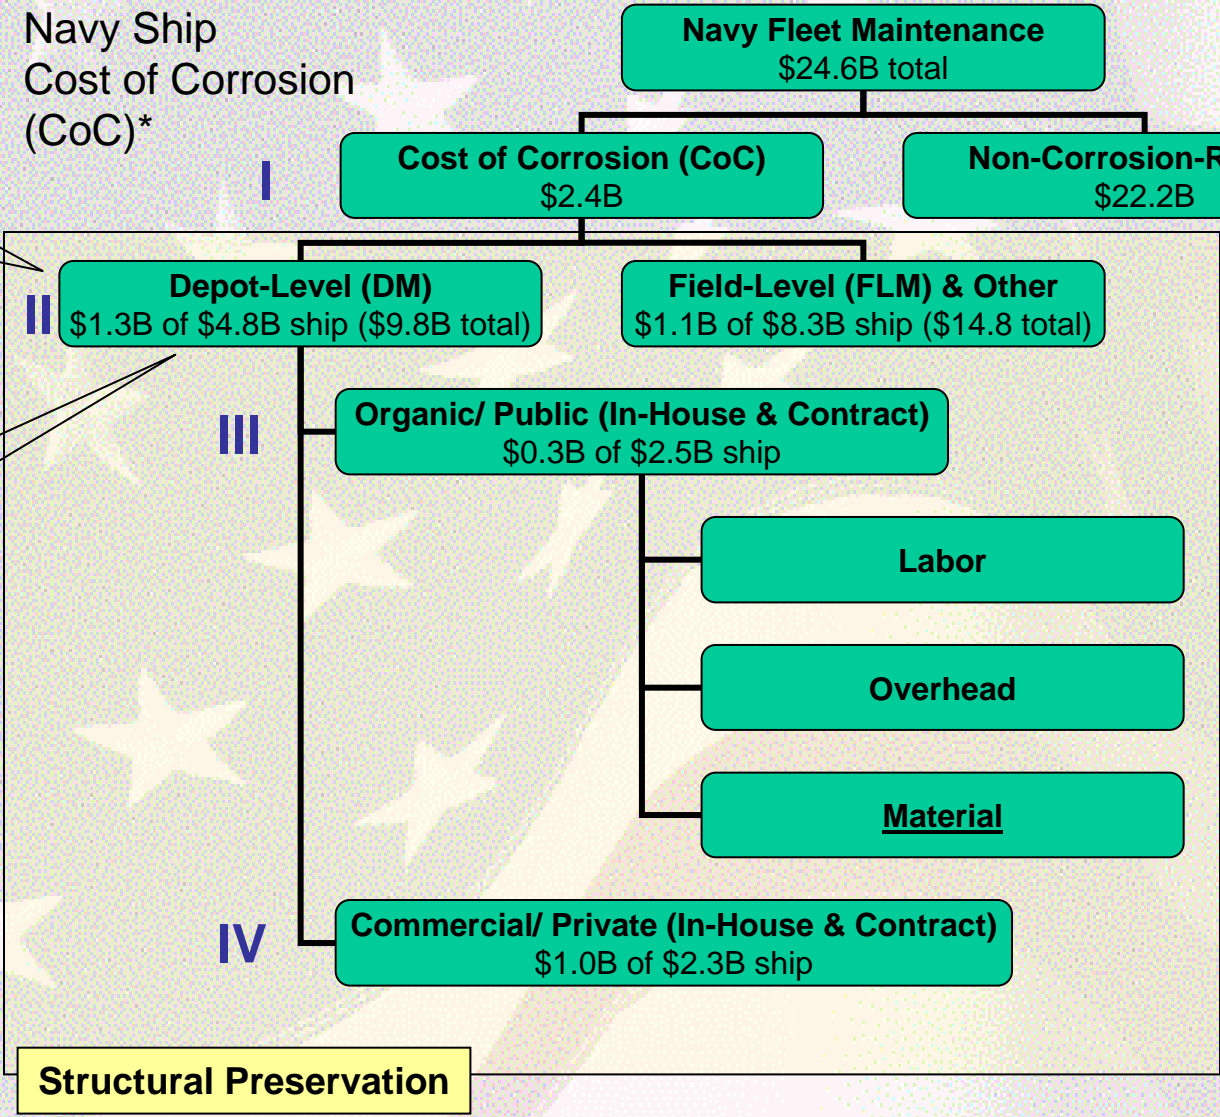 Navy Ship
Cost of Corrosion
(CoC)*
Navy Fleet Maintenance
$24.6B total
I
Cost of Corrosion (CoC)
$2.4B
Non-Corrosion-R
$22.2B
II
Depot-Level (DM)
$1.3B of $4.8B ship ($9.8B total)
Field-Level (FLM) & Other
$1.1B of $8.3B ship ($14.8 total)
III
Organic/ Public (In-House & Contract)
$0.3B of $2.5B ship
Labor
Overhead
Material
IV
Commercial/ Private (In-House & Contract)
$1.0B of $2.3B ship
Structural Preservation